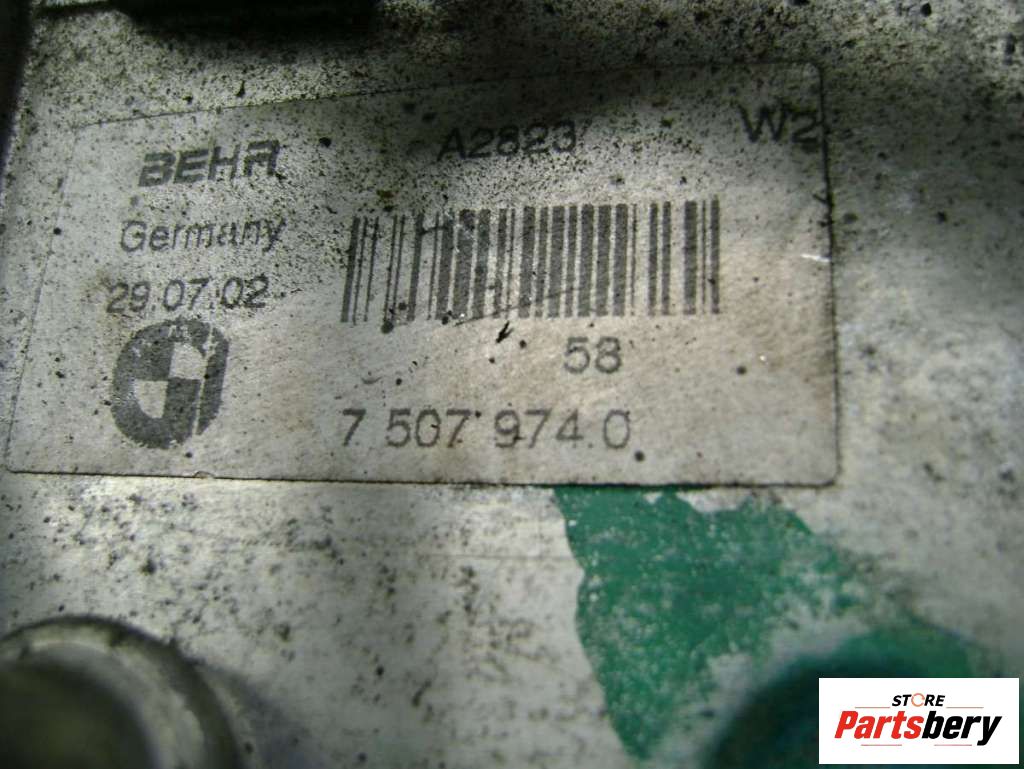 BEHR A2823 W2
Germany
29.07.02
58
7 507 974.0
STORE
Partsbery